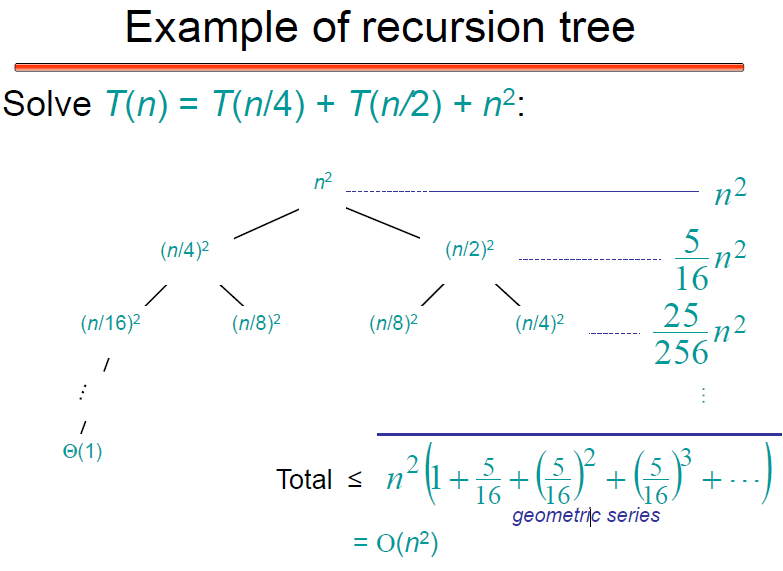 Example of recursion tree
Solve T(n) = T(n/4) + T(n/2) + n²:
n² n²
(n/4)² (n/2)² 5/16 n²
(n/16)² (n/8)² (n/8)² (n/4)² 25/256 n²
⋮ ⋮
Θ(1)
Total ≤ n²(1 + 5/16 + (5/16)² + (5/16)³ + ⋯)
geometric series
= O(n²)